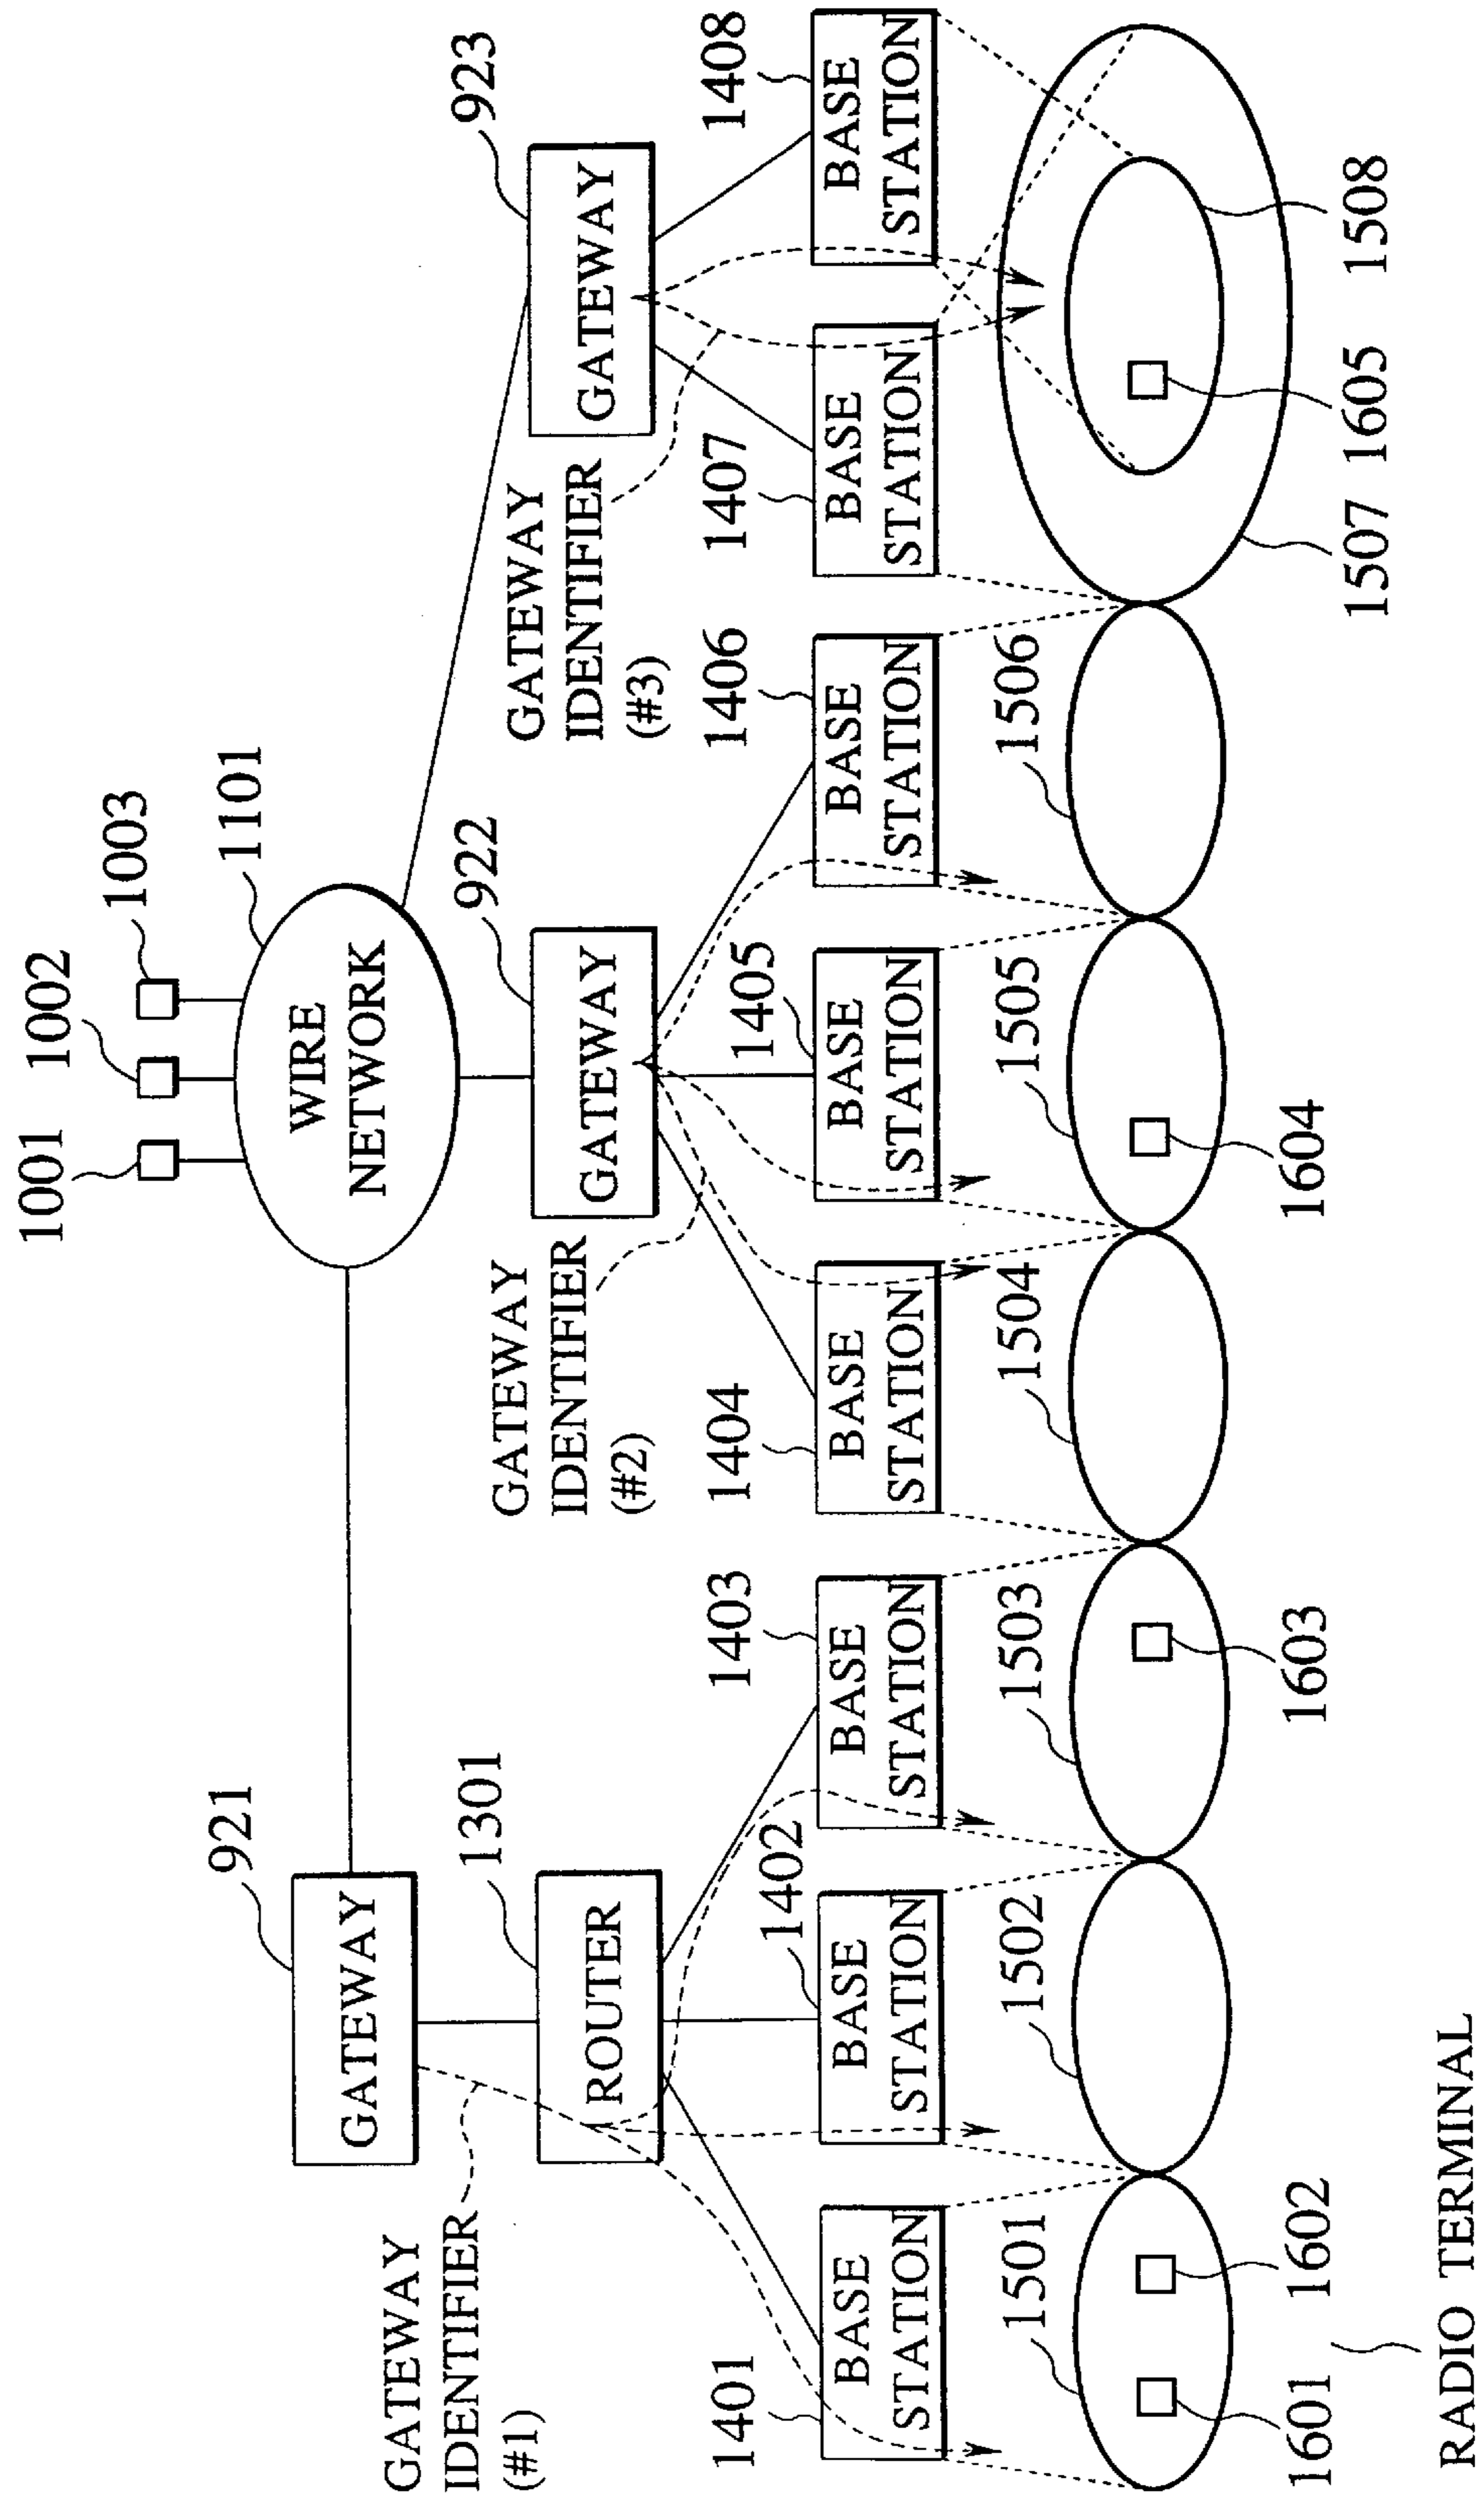 1001
1002
1003
1101
WIRE
NETWORK
921
GATEWAY
922
GATEWAY
923
GATEWAY
GATEWAY
IDENTIFIER
(#1)
1301
ROUTER
GATEWAY
IDENTIFIER
(#2)
GATEWAY
IDENTIFIER
(#3)
1401
BASE
STATION
1402
BASE
STATION
1403
BASE
STATION
1404
BASE
STATION
1405
BASE
STATION
1406
BASE
STATION
1407
BASE
STATION
1408
BASE
STATION
1501
1502
1503
1504
1505
1506
1507
1508
1601
1602
1603
1604
1605
RADIO TERMINAL